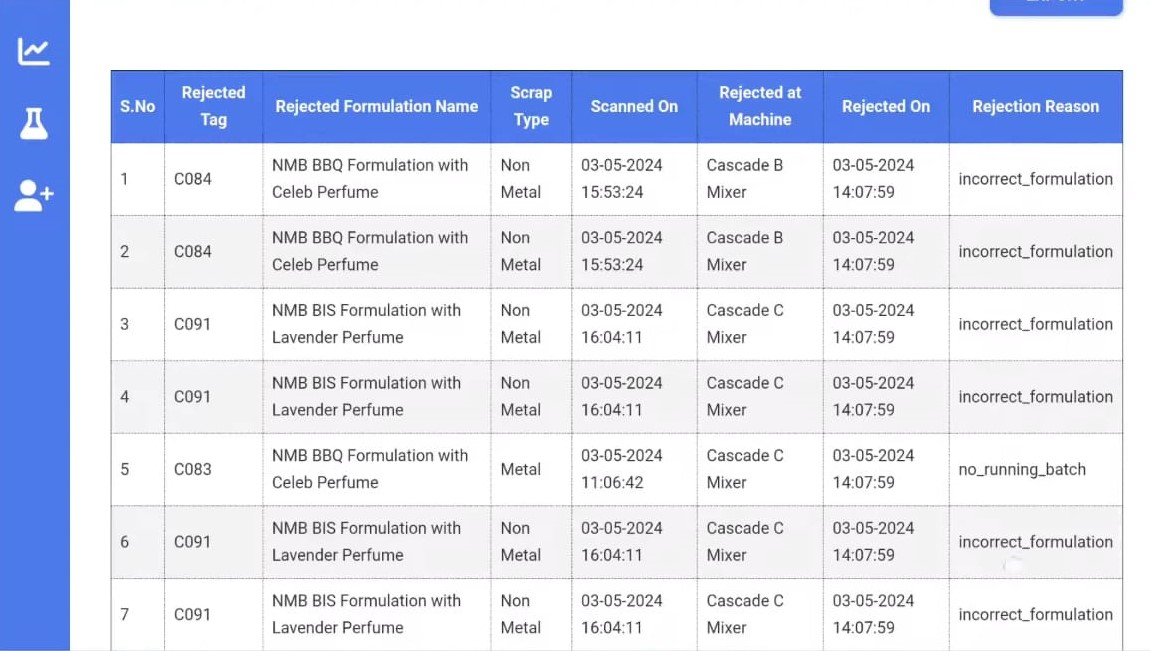 S.No Rejected Tag Rejected Formulation Name Scrap Type Scanned On Rejected at Machine Rejected On Rejection Reason
1 C084 NMB BBQ Formulation with Celeb Perfume Non Metal 03-05-2024 15:53:24 Cascade B Mixer 03-05-2024 14:07:59 incorrect_formulation
2 C084 NMB BBQ Formulation with Celeb Perfume Non Metal 03-05-2024 15:53:24 Cascade B Mixer 03-05-2024 14:07:59 incorrect_formulation
3 C091 NMB BIS Formulation with Lavender Perfume Non Metal 03-05-2024 16:04:11 Cascade C Mixer 03-05-2024 14:07:59 incorrect_formulation
4 C091 NMB BIS Formulation with Lavender Perfume Non Metal 03-05-2024 16:04:11 Cascade C Mixer 03-05-2024 14:07:59 incorrect_formulation
5 C083 NMB BBQ Formulation with Celeb Perfume Metal 03-05-2024 11:06:42 Cascade C Mixer 03-05-2024 14:07:59 no_running_batch
6 C091 NMB BIS Formulation with Lavender Perfume Non Metal 03-05-2024 16:04:11 Cascade C Mixer 03-05-2024 14:07:59 incorrect_formulation
7 C091 NMB BIS Formulation with Lavender Perfume Non Metal 03-05-2024 16:04:11 Cascade C Mixer 03-05-2024 14:07:59 incorrect_formulation